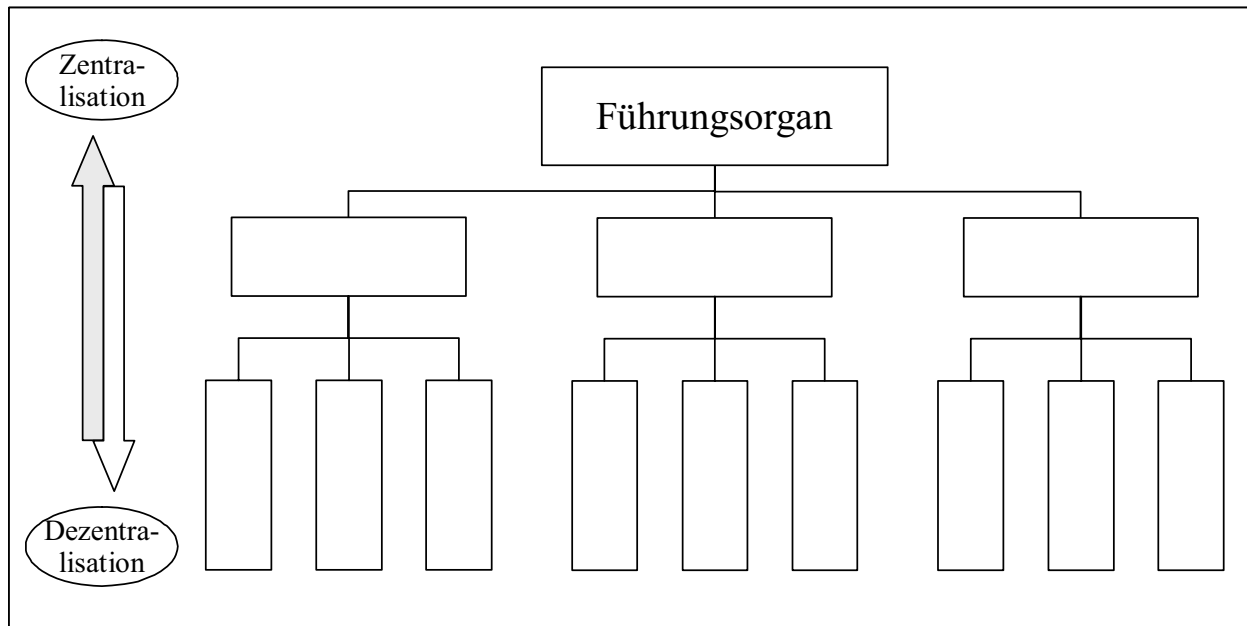 Zentra-
lisation
Führungsorgan
Dezentra-
lisation